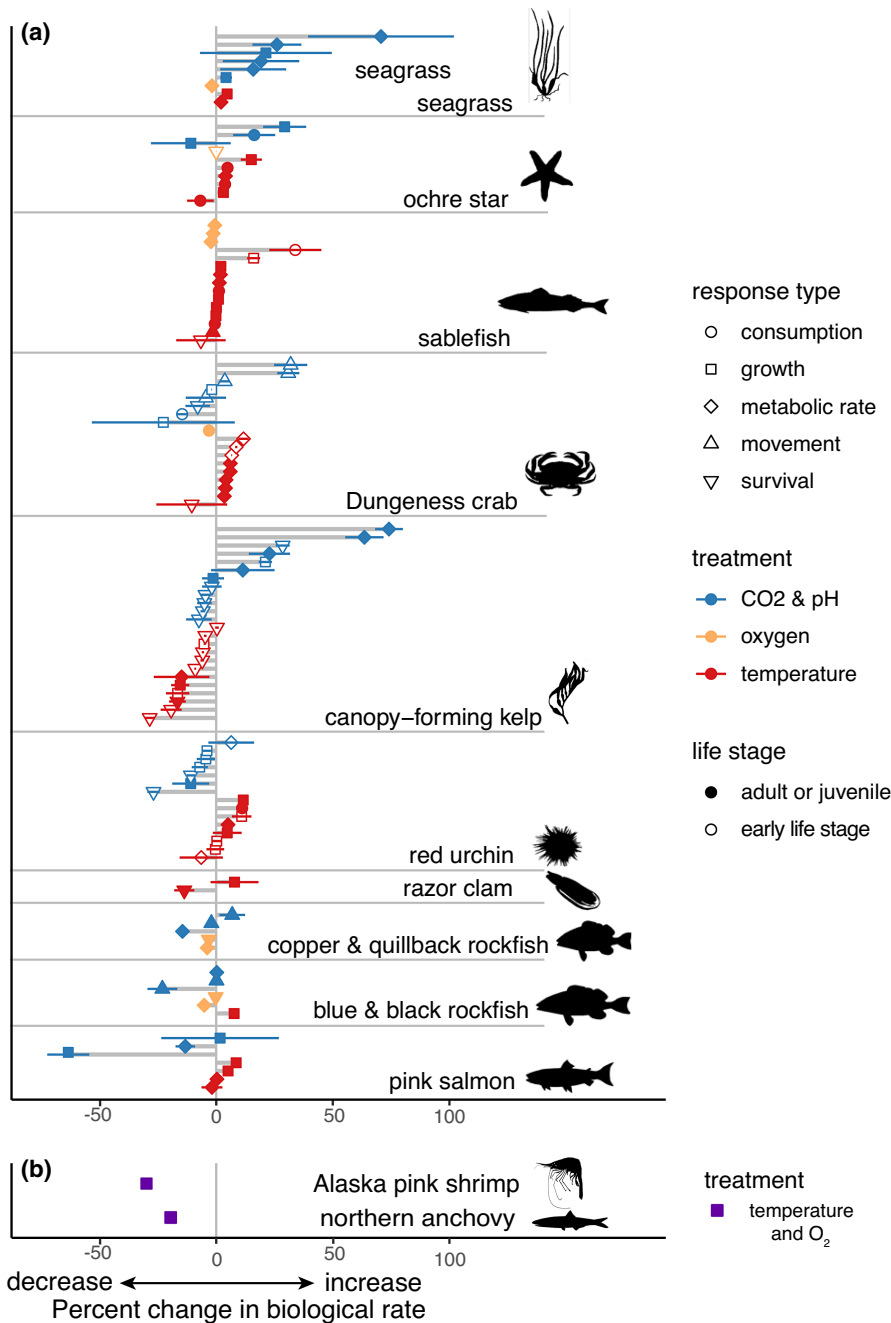 (a)
seagrass
seagrass
ochre star
sablefish
Dungeness crab
canopy−forming kelp
red urchin
razor clam
copper & quillback rockfish
blue & black rockfish
pink salmon
-50 0 50 100
response type
consumption
growth
metabolic rate
movement
survival
treatment
CO2 & pH
oxygen
temperature
life stage
adult or juvenile
early life stage
(b)
Alaska pink shrimp
northern anchovy
-50 0 50 100
decrease increase
Percent change in biological rate
treatment
temperature
and O₂